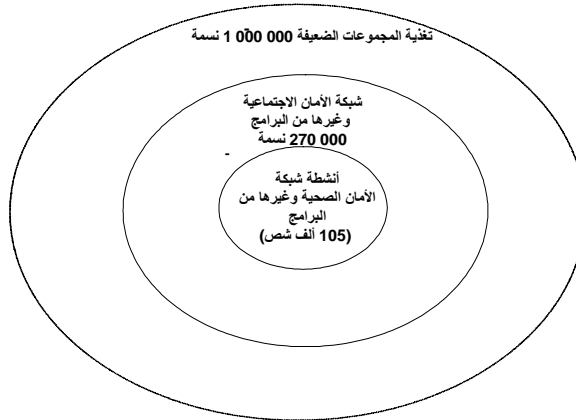 تغذية المجموعات الضعيفة 000 000 1 نسمة
شبكة الأمان الاجتماعية
وغيرها من البرامج
000 270 نسمة
-
أنشطة شبكة
الأمان الصحية وغيرها من
البرامج
(105 ألف شص)